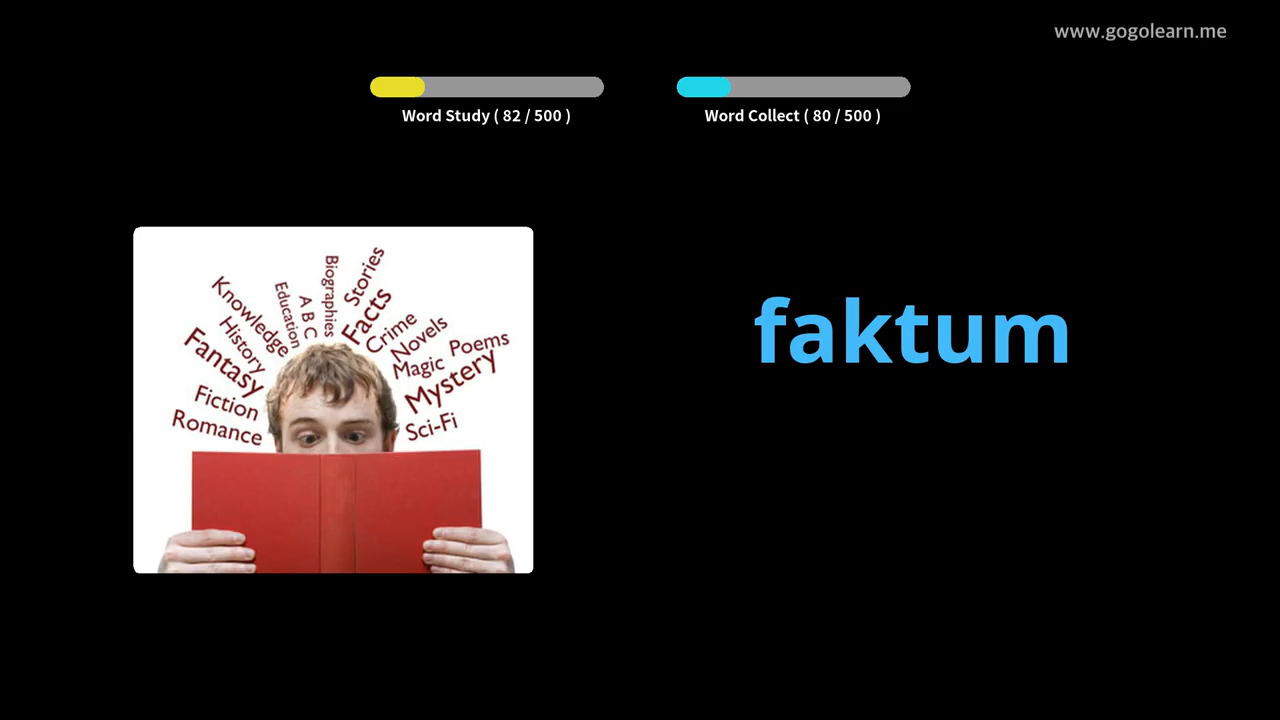 www.gogolearn.me
Word Study ( 82 / 500 )
Word Collect ( 80 / 500 )
faktum
Stories
Biographies
Education
A B C
Facts
Knowledge
Crime
History
Novels
Poems
Fantasy
Magic
Mystery
Fiction
Romance
Sci-Fi